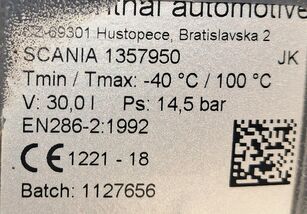 automotive
CZ-69301 Hustopece, Bratislavska 2
SCANIA 1357950 JK
Tmin / Tmax: -40 °C / 100 °C
V: 30,0 l Ps: 14,5 bar
EN286-2:1992
CE 1221 - 18
Batch: 1127656